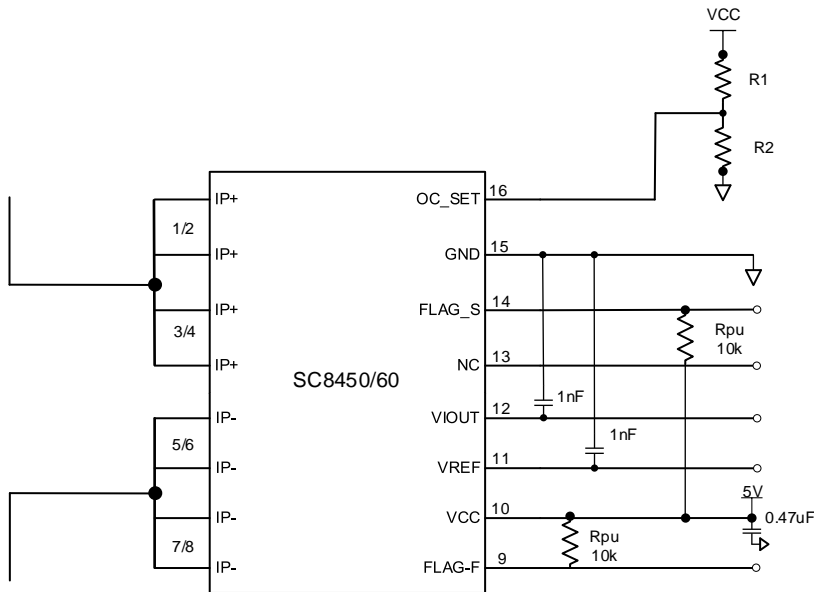 VCC
R1
R2
IP+
1/2
IP+
IP+
3/4
IP+
IP-
5/6
IP-
IP-
7/8
IP-
SC8450/60
OC_SET 16
GND 15
FLAG_S 14
Rpu
10k
NC 13
1nF
VIOUT 12
1nF
VREF 11
5V
VCC 10
0.47uF
Rpu
10k
FLAG-F 9